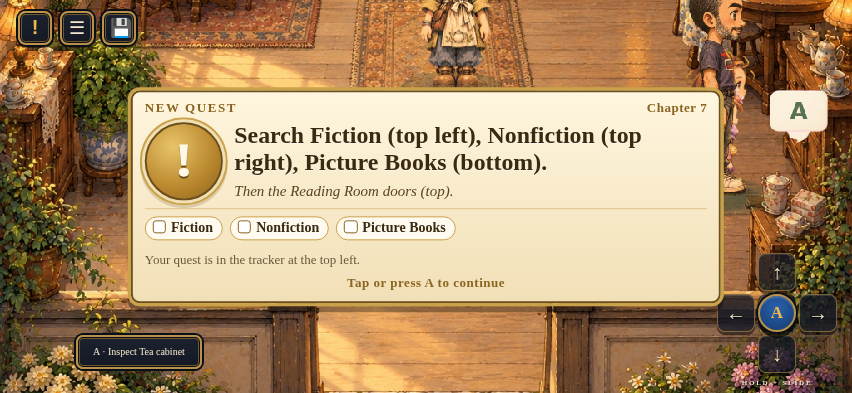 !
NEW QUEST
Chapter 7
A
!
Search Fiction (top left), Nonfiction (top
right), Picture Books (bottom).
Then the Reading Room doors (top).
Fiction
Nonfiction
Picture Books
Your quest is in the tracker at the top left.
Tap or press A to continue
↑
←
A
→
↓
A · Inspect Tea cabinet
HOLD · SLIDE